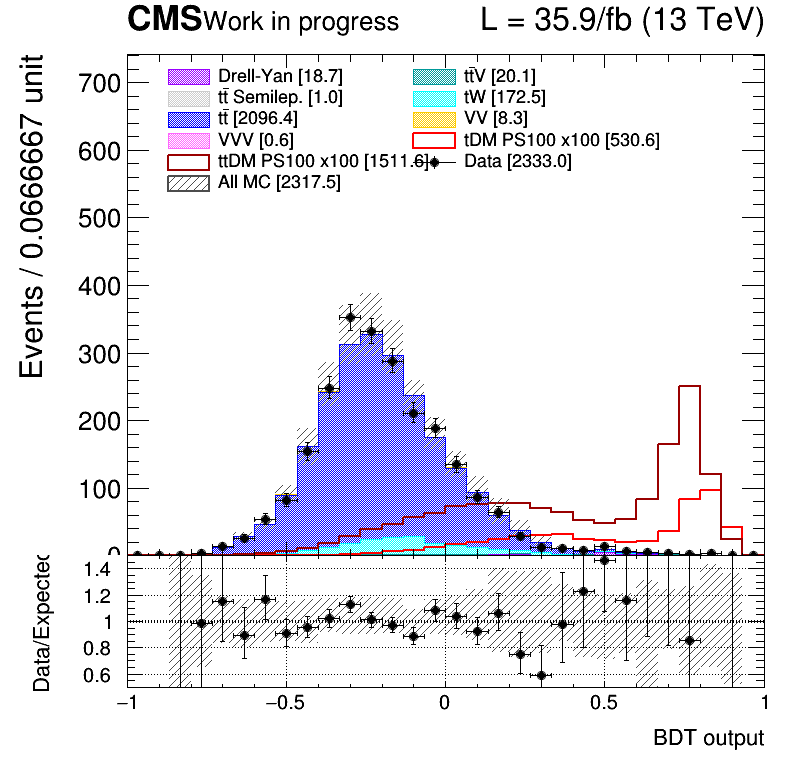 CMS Work in progress L = 35.9/fb (13 TeV)
Events / 0.0666667 unit
700
600
500
400
300
200
100
0
Drell-Yan [18.7] tt̄V [20.1]
tt̄ Semilep. [1.0] tW [172.5]
tt̄ [2096.4] VV [8.3]
VVV [0.6] tDM PS100 x100 [530.6]
ttDM PS100 x100 [1511.6] Data [2333.0]
All MC [2317.5]
Data/Expected
1.4
1.2
1
0.8
0.6
−1 −0.5 0 0.5 1
BDT output